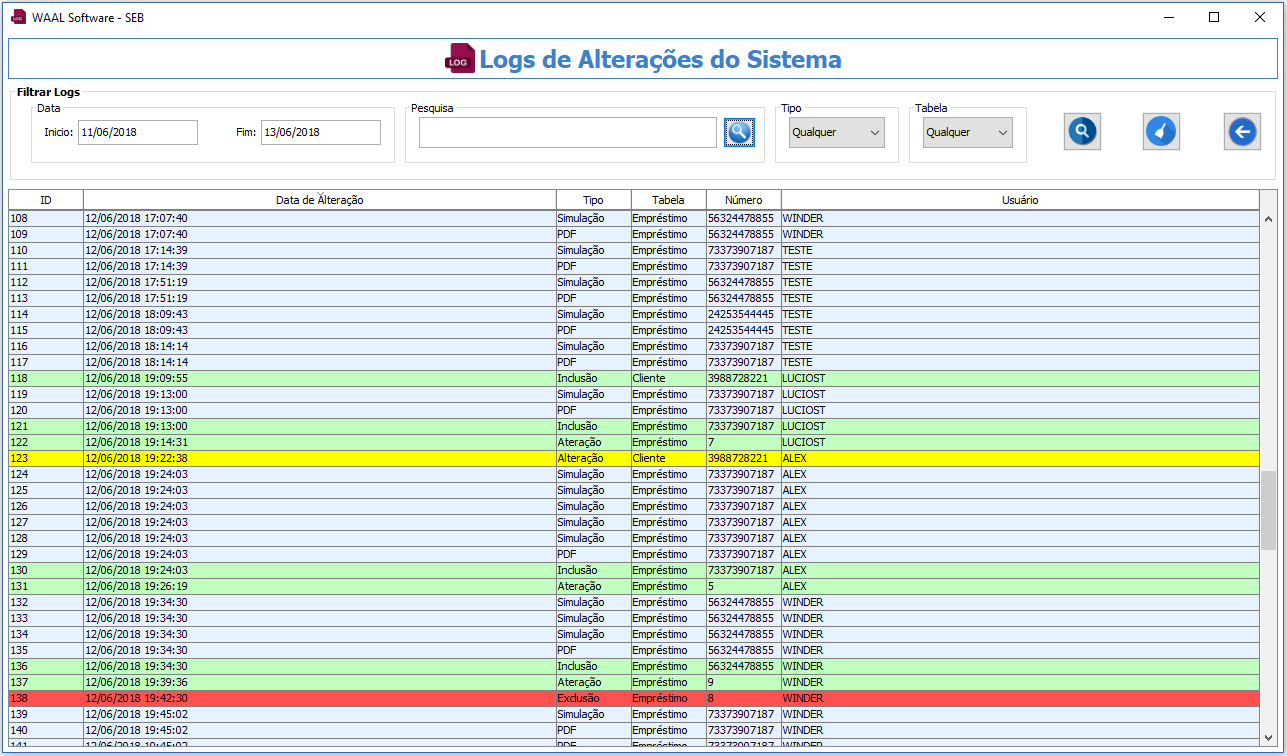 WAAL Software - SEB
LOG Logs de Alterações do Sistema
Filtrar Logs
Data Pesquisa Tipo Tabela
Inicio: 11/06/2018 Fim: 13/06/2018 Qualquer Qualquer
ID Data de Alteração Tipo Tabela Número Usuário
108 12/06/2018 17:07:40 Simulação Empréstimo 56324478855 WINDER
109 12/06/2018 17:07:40 PDF Empréstimo 56324478855 WINDER
110 12/06/2018 17:14:39 Simulação Empréstimo 73373907187 TESTE
111 12/06/2018 17:14:39 PDF Empréstimo 73373907187 TESTE
112 12/06/2018 17:51:19 Simulação Empréstimo 56324478855 TESTE
113 12/06/2018 17:51:19 PDF Empréstimo 56324478855 TESTE
114 12/06/2018 18:09:43 Simulação Empréstimo 24253544445 TESTE
115 12/06/2018 18:09:43 PDF Empréstimo 24253544445 TESTE
116 12/06/2018 18:14:14 Simulação Empréstimo 73373907187 TESTE
117 12/06/2018 18:14:14 PDF Empréstimo 73373907187 TESTE
118 12/06/2018 19:09:55 Inclusão Cliente 3988728221 LUCIOST
119 12/06/2018 19:13:00 Simulação Empréstimo 73373907187 LUCIOST
120 12/06/2018 19:13:00 PDF Empréstimo 73373907187 LUCIOST
121 12/06/2018 19:13:00 Inclusão Empréstimo 73373907187 LUCIOST
122 12/06/2018 19:14:31 Ateração Empréstimo 7 LUCIOST
123 12/06/2018 19:22:38 Alteração Cliente 3988728221 ALEX
124 12/06/2018 19:24:03 Simulação Empréstimo 73373907187 ALEX
125 12/06/2018 19:24:03 Simulação Empréstimo 73373907187 ALEX
126 12/06/2018 19:24:03 Simulação Empréstimo 73373907187 ALEX
127 12/06/2018 19:24:03 Simulação Empréstimo 73373907187 ALEX
128 12/06/2018 19:24:03 Simulação Empréstimo 73373907187 ALEX
129 12/06/2018 19:24:03 PDF Empréstimo 73373907187 ALEX
130 12/06/2018 19:24:03 Inclusão Empréstimo 73373907187 ALEX
131 12/06/2018 19:26:19 Ateração Empréstimo 5 ALEX
132 12/06/2018 19:34:30 Simulação Empréstimo 56324478855 WINDER
133 12/06/2018 19:34:30 Simulação Empréstimo 56324478855 WINDER
134 12/06/2018 19:34:30 Simulação Empréstimo 56324478855 WINDER
135 12/06/2018 19:34:30 PDF Empréstimo 56324478855 WINDER
136 12/06/2018 19:34:30 Inclusão Empréstimo 56324478855 WINDER
137 12/06/2018 19:39:36 Ateração Empréstimo 9 WINDER
138 12/06/2018 19:42:30 Exclusão Empréstimo 8 WINDER
139 12/06/2018 19:45:02 Simulação Empréstimo 73373907187 WINDER
140 12/06/2018 19:45:02 PDF Empréstimo 73373907187 WINDER
141 12/06/2018 19:45:02 PDF Empréstimo 73373907187 WINDER